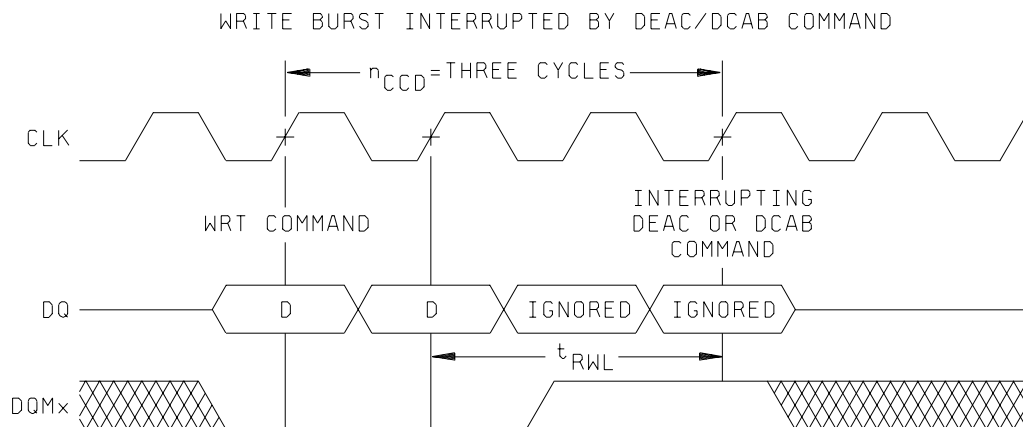 WRITE BURST INTERRUPTED BY DEAC/DCAB COMMAND
nCCD=THREE CYCLES
CLK
INTERRUPTING
WRT COMMAND
DEAC OR DCAB
COMMAND
DQ
D
D
IGNORED
IGNORED
tRWL
DQMx